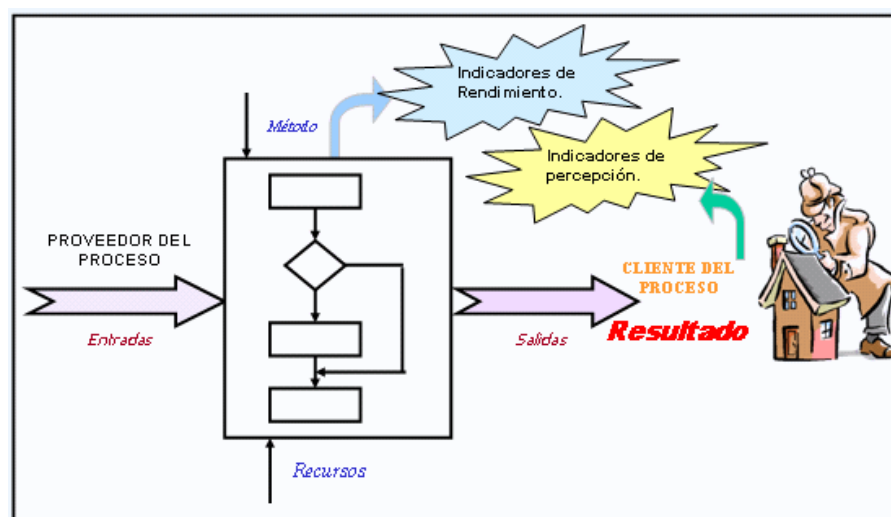 Indicadores de
Rendimiento.
Método
Indicadores de
percepción.
PROVEEDOR DEL
PROCESO
CLIENTE DEL
PROCESO
Entradas
Salidas
Resultado
Recursos